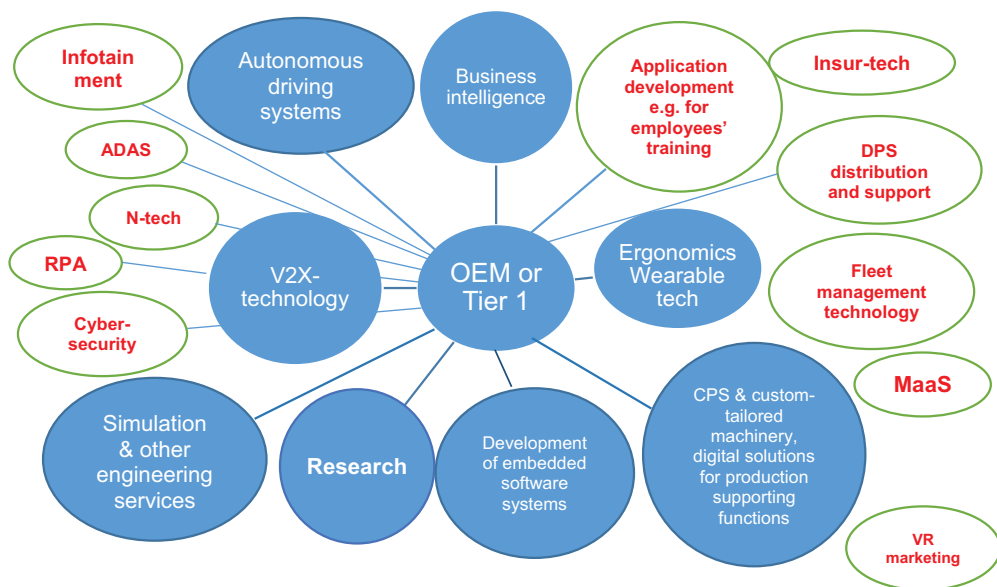 Infotain
ment
Autonomous
driving
systems
Business
intelligence
Application
development
e.g. for
employees’
training
Insur-tech
ADAS
DPS
distribution
and support
N-tech
RPA
V2X-
technology
OEM or
Tier 1
Ergonomics
Wearable
tech
Fleet
management
technology
Cyber-
security
MaaS
Simulation
& other
engineering
services
Research
Development
of embedded
software
systems
CPS & custom-
tailored
machinery,
digital solutions
for production
supporting
functions
VR
marketing